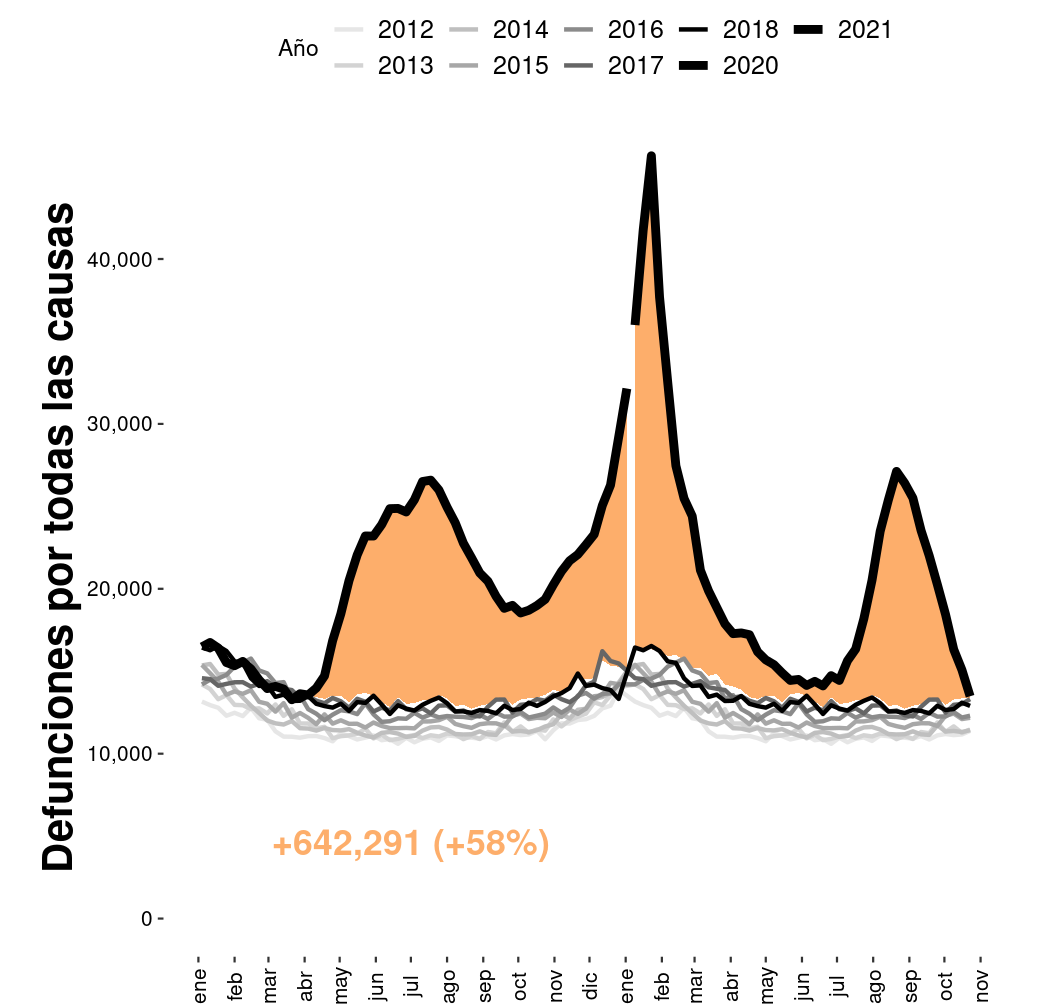 Año
2012 2014 2016 2018 2021
2013 2015 2017 2020
Defunciones por todas las causas
40,000
30,000
20,000
10,000
0
+642,291 (+58%)
ene feb mar abr may jun jul ago sep oct nov dic ene feb mar abr may jun jul ago sep oct nov